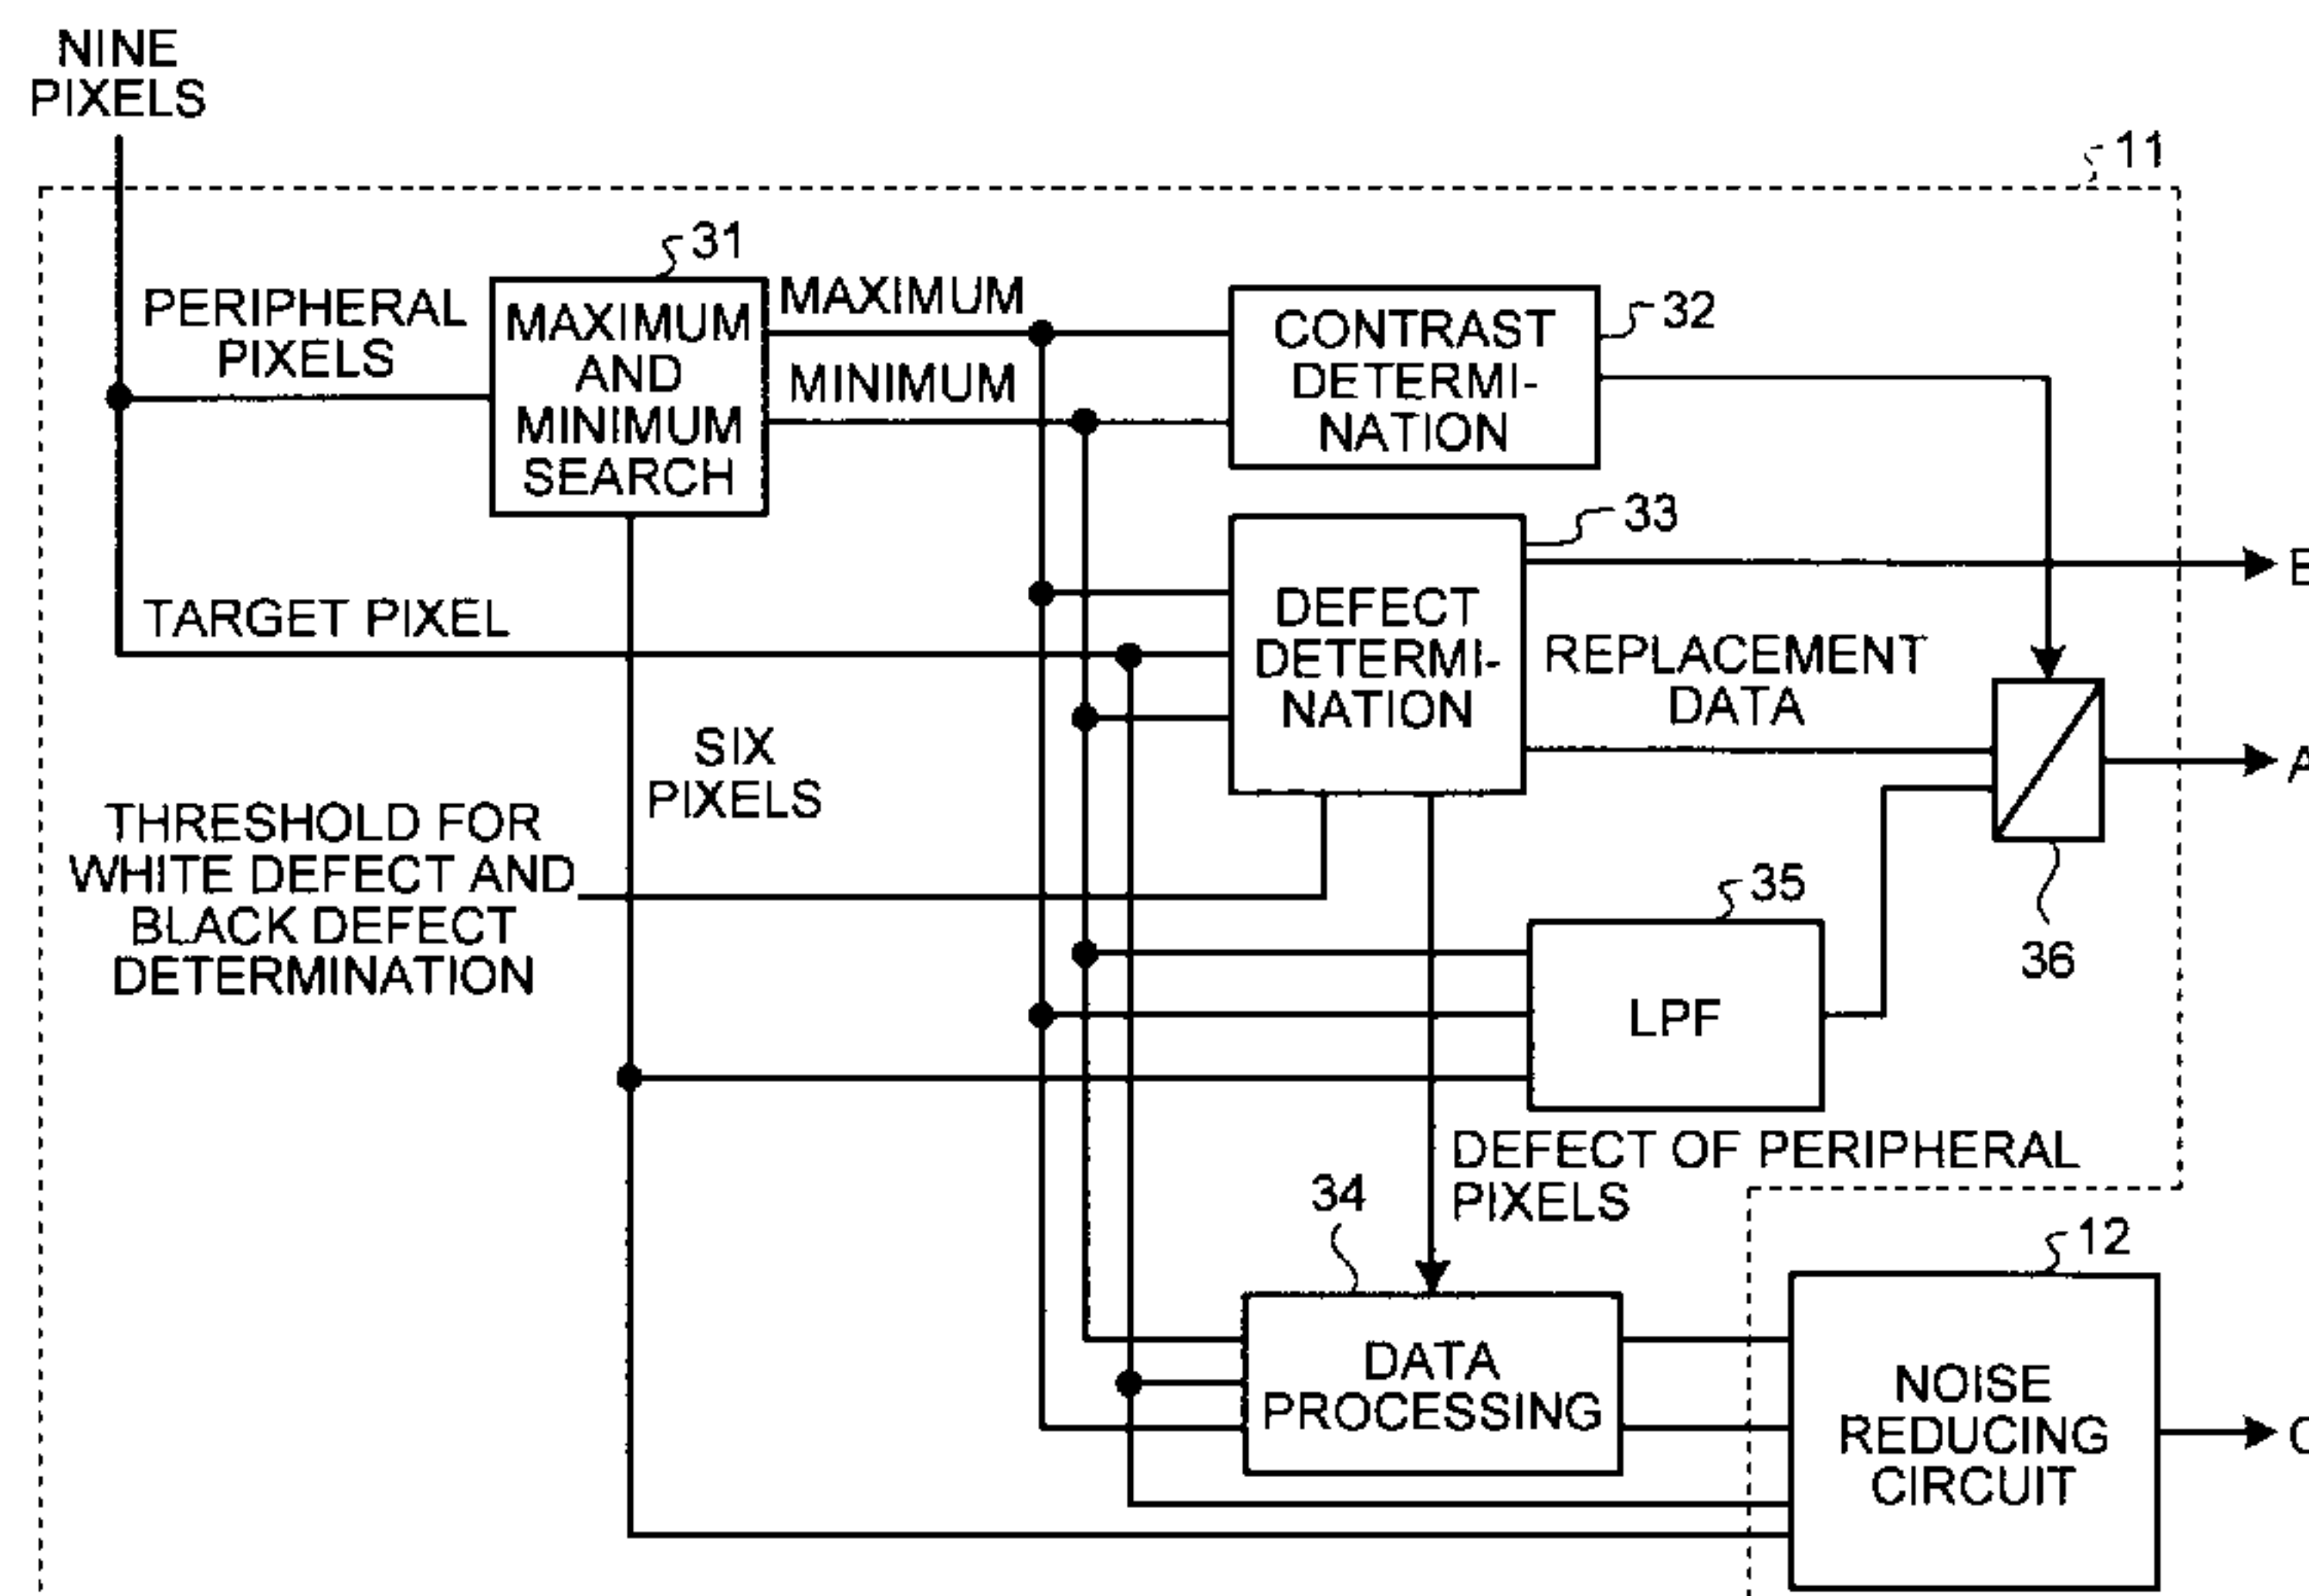 NINE
PIXELS
11
31
PERIPHERAL
PIXELS
MAXIMUM
AND
MINIMUM
SEARCH
MAXIMUM
MINIMUM
CONTRAST
DETERMI-
NATION
32
33
TARGET PIXEL
DEFECT
DETERMI-
NATION
REPLACEMENT
DATA
A
SIX
PIXELS
THRESHOLD FOR
WHITE DEFECT AND
BLACK DEFECT
DETERMINATION
35
36
LPF
DEFECT OF PERIPHERAL
PIXELS
34
12
DATA
PROCESSING
NOISE
REDUCING
CIRCUIT